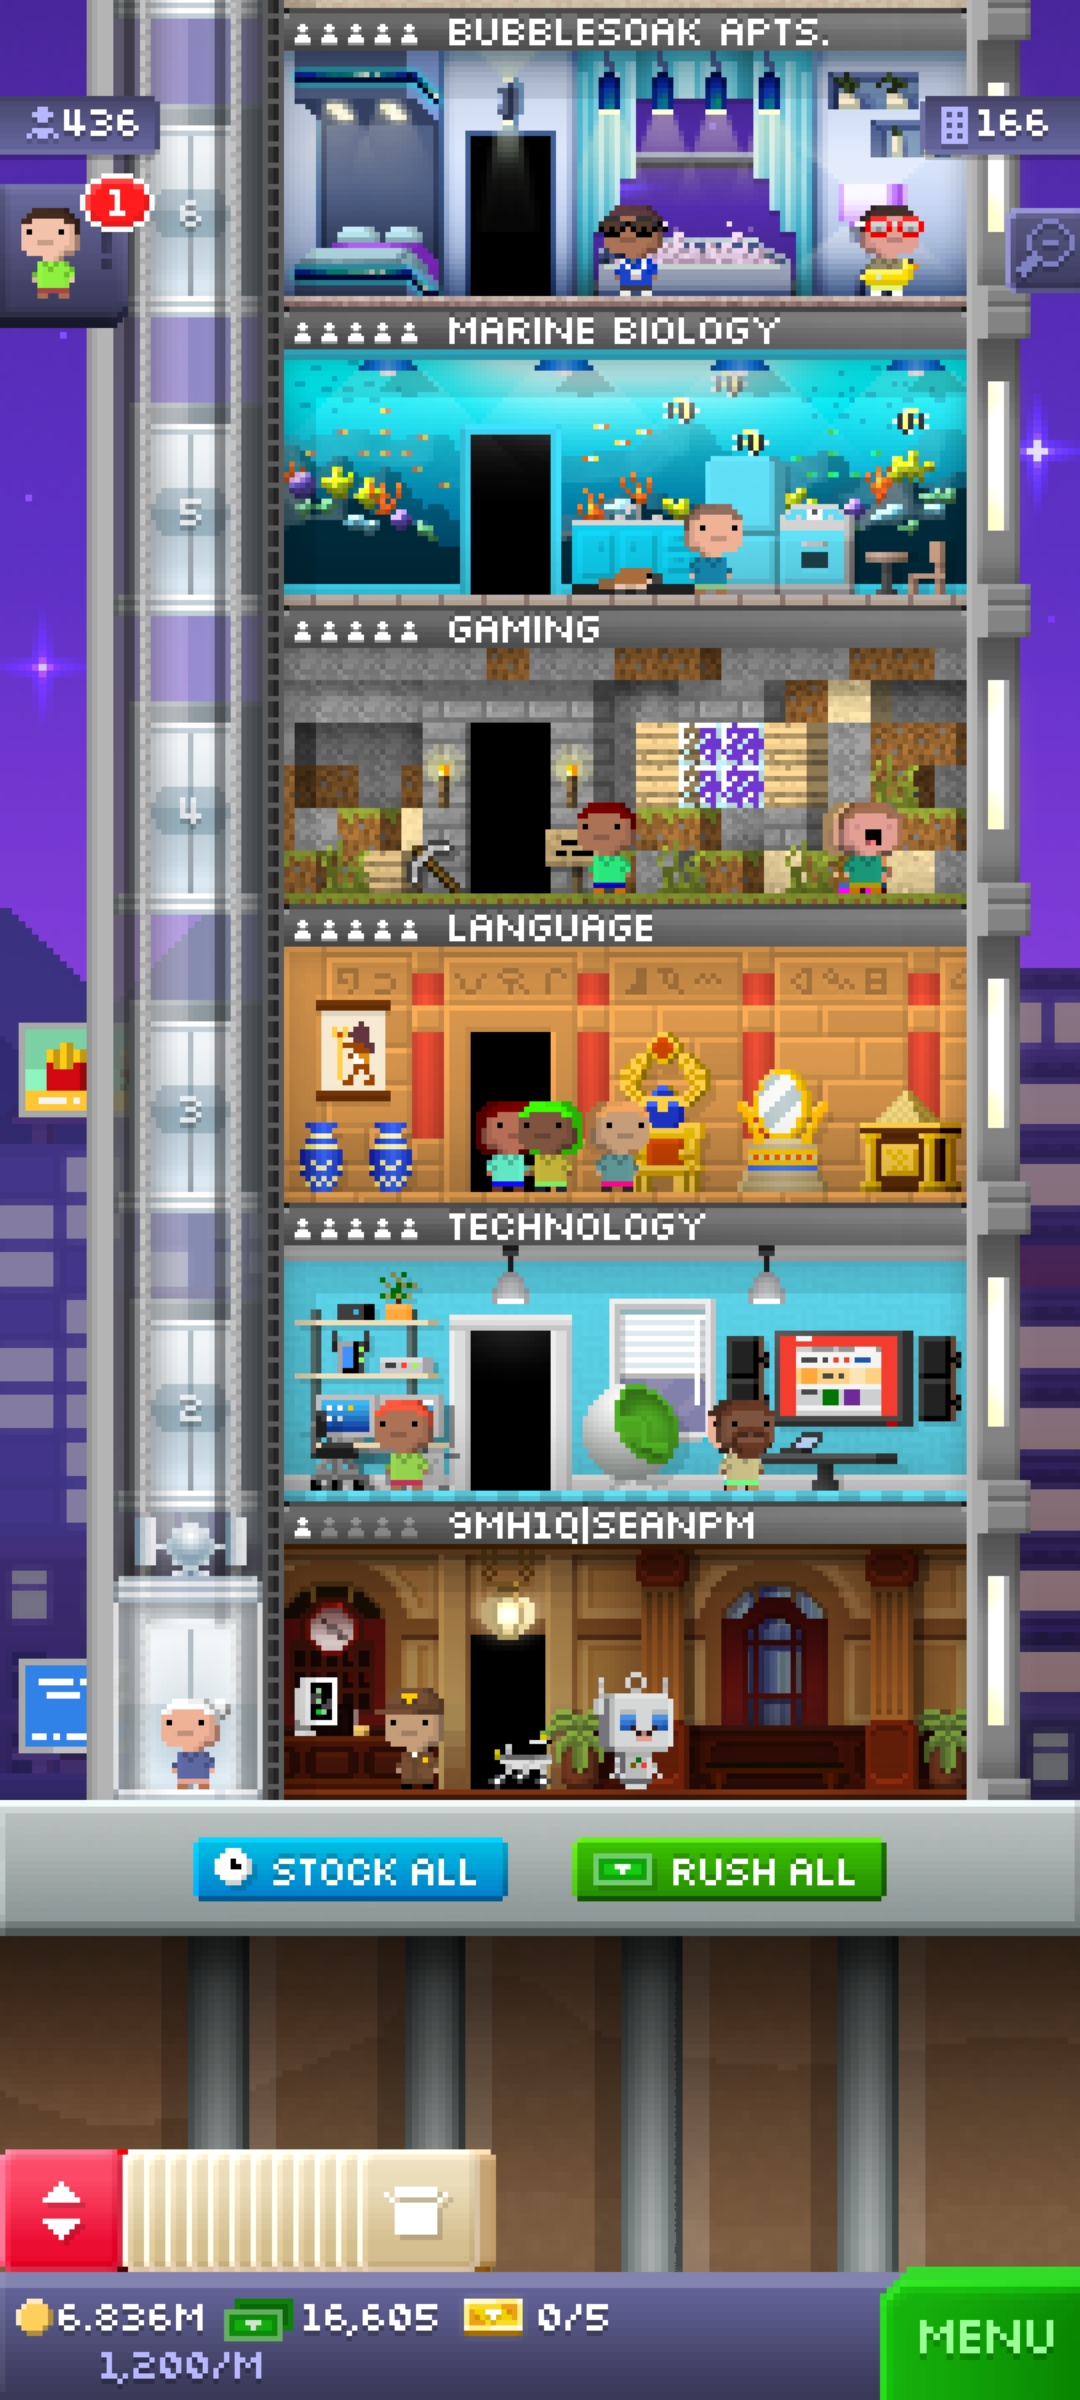 BUBBLESOAK APTS.
436
166
1
6
MARINE BIOLOGY
5
GAMING
4
LANGUAGE
3
TECHNOLOGY
2
9MH1Q|SEANPM
STOCK ALL
RUSH ALL
6.836M 16,605 0/5
1,200/M
MENU